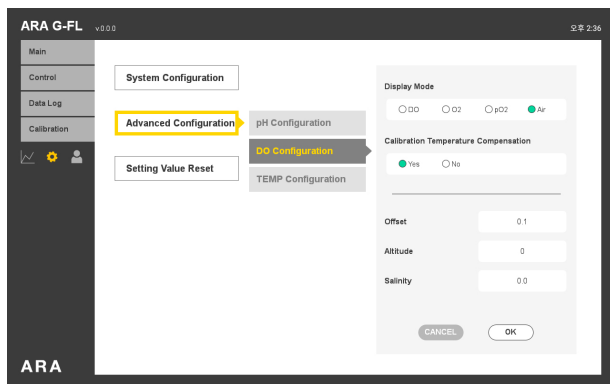 ARA G-FL v.0.0.0 오후 2:36
Main
Control
Data Log
Calibration
System Configuration
Advanced Configuration
Setting Value Reset
pH Configuration
DO Configuration
TEMP Configuration
Display Mode
DO O2 pO2 Air
Calibration Temperature Compensation
Yes No
Offset 0.1
Altitude 0
Salinity 0.0
CANCEL OK
ARA